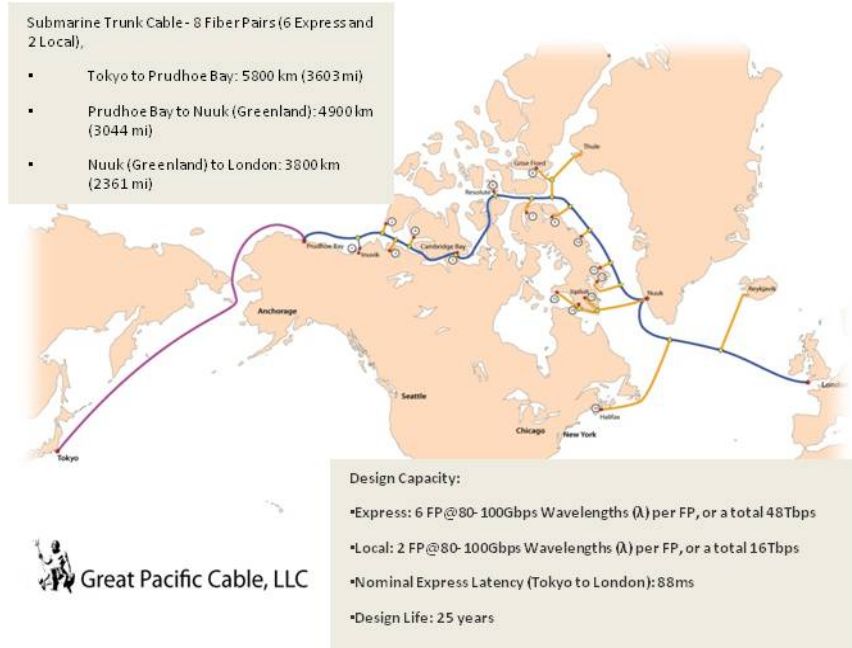 Submarine Trunk Cable- 8 Fiber Pairs (6 Express and
2 Local),
▪ Tokyo to Prudhoe Bay: 5800 km (3603 mi)
▪ Prudhoe Bay to Nuuk (Greenland): 4900 km
(3044 mi)
▪ Nuuk (Greenland) to London: 3800 km
(2361 mi)
Grise Fiord
Thule
Resolute
Prudhoe Bay
Inuvik
Cambridge Bay
Iqaluit
Nuuk
Reykjavik
Anchorage
London
Seattle
Halifax
Chicago
New York
Tokyo
Design Capacity:
▪Express: 6 FP@80-100Gbps Wavelengths (λ) per FP, or a total 48Tbps
▪Local: 2 FP@80-100Gbps Wavelengths (λ) per FP, or a total 16Tbps
▪Nominal Express Latency (Tokyo to London): 88ms
▪Design Life: 25 years
Great Pacific Cable, LLC